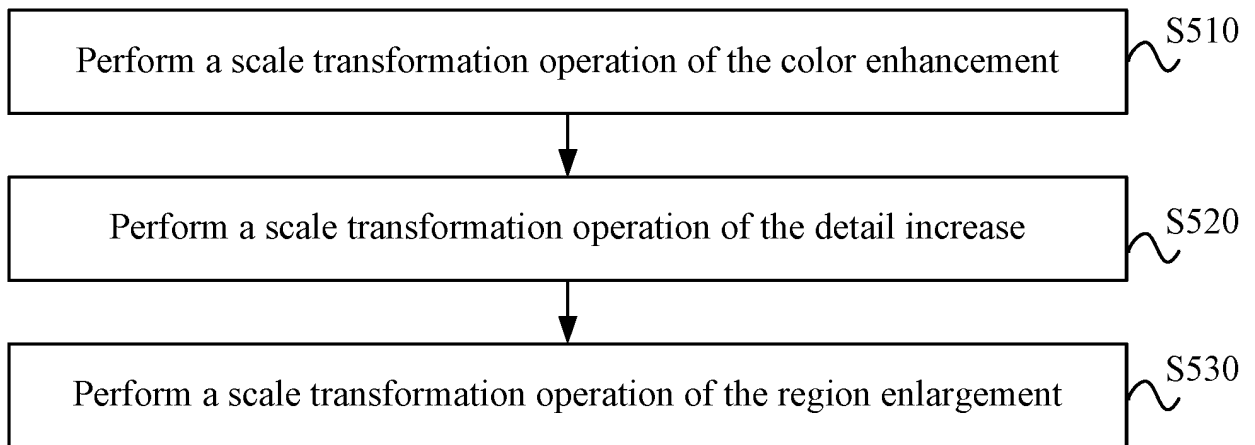 S510
Perform a scale transformation operation of the color enhancement
S520
Perform a scale transformation operation of the detail increase
S530
Perform a scale transformation operation of the region enlargement